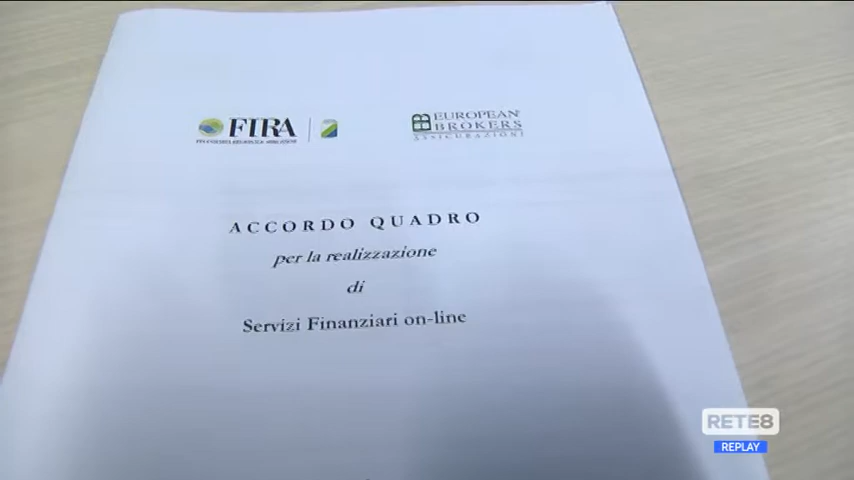 FIRA
EUROPEAN
BROKERS
ASSICURAZIONI
ACCORDO QUADRO
per la realizzazione
di
Servizi Finanziari on-line
RETE8
REPLAY